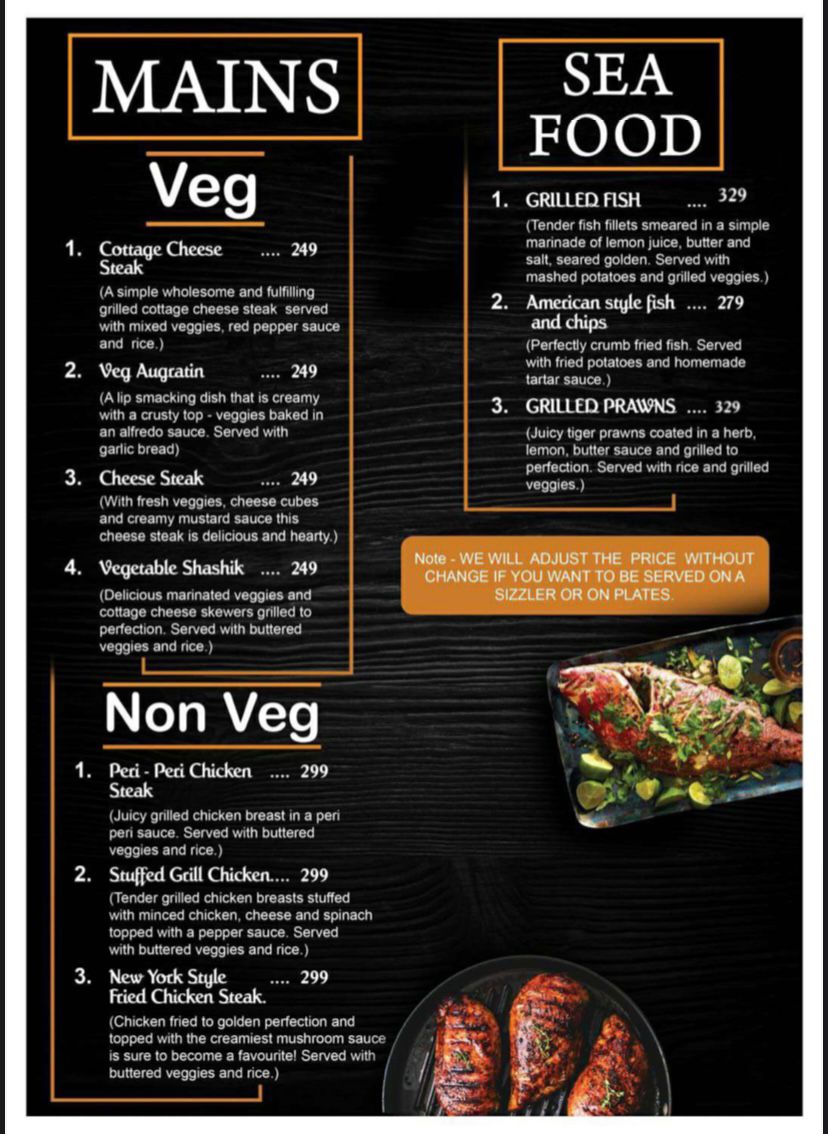 MAINS
Veg
1. Cottage Cheese .... 249
Steak
(A simple wholesome and fulfilling
grilled cottage cheese steak served
with mixed veggies, red pepper sauce
and rice.)
2. Veg Augratin .... 249
(A lip smacking dish that is creamy
with a crusty top - veggies baked in
an alfredo sauce. Served with
garlic bread)
3. Cheese Steak .... 249
(With fresh veggies, cheese cubes
and creamy mustard sauce this
cheese steak is delicious and hearty.)
4. Vegetable Shashik .... 249
(Delicious marinated veggies and
cottage cheese skewers grilled to
perfection. Served with buttered
veggies and rice.)
Non Veg
1. Peri - Peri Chicken .... 299
Steak
(Juicy grilled chicken breast in a peri
peri sauce. Served with buttered
veggies and rice.)
2. Stuffed Grill Chicken.... 299
(Tender grilled chicken breasts stuffed
with minced chicken, cheese and spinach
topped with a pepper sauce. Served
with buttered veggies and rice.)
3. New York Style .... 299
Fried Chicken Steak.
(Chicken fried to golden perfection and
topped with the creamiest mushroom sauce
is sure to become a favourite! Served with
buttered veggies and rice.)
SEA
FOOD
1. GRILLED FISH .... 329
(Tender fish fillets smeared in a simple
marinade of lemon juice, butter and
salt, seared golden. Served with
mashed potatoes and grilled veggies.)
2. American style fish .... 279
and chips
(Perfectly crumb fried fish. Served
with fried potatoes and homemade
tartar sauce.)
3. GRILLED PRAWNS .... 329
(Juicy tiger prawns coated in a herb,
lemon, butter sauce and grilled to
perfection. Served with rice and grilled
veggies.)
Note - WE WILL ADJUST THE PRICE WITHOUT
CHANGE IF YOU WANT TO BE SERVED ON A
SIZZLER OR ON PLATES.